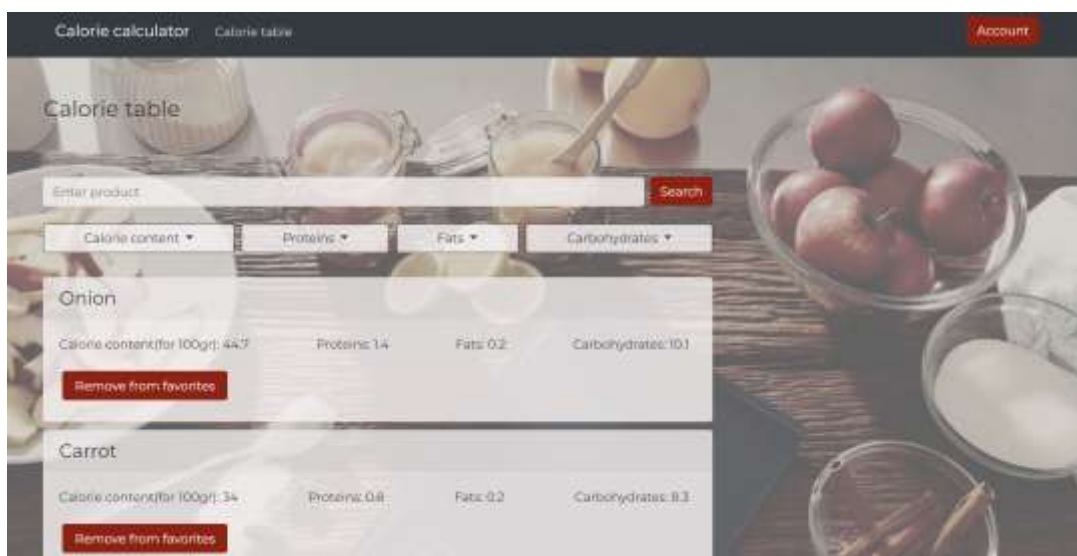 Calorie calculator Calorie table Account
Calorie table
Enter product Search
Calorie content Proteins Fats Carbohydrates
Onion
Calorie content(for 100gr): 44.7 Proteins: 1.4 Fats: 0.2 Carbohydrates: 10.1
Remove from favorites
Carrot
Calorie content(for 100gr): 34 Proteins: 0.8 Fats: 0.2 Carbohydrates: 8.3
Remove from favorites